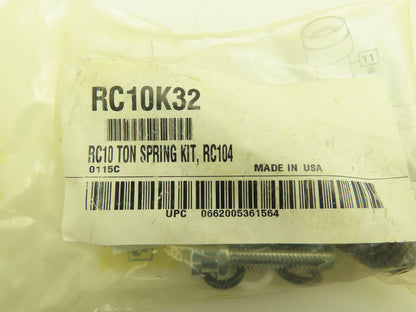 11
*
RC10K32
RC10 TON SPRING KIT, RC104
0115C MADE IN USA
UPC 0662005361564